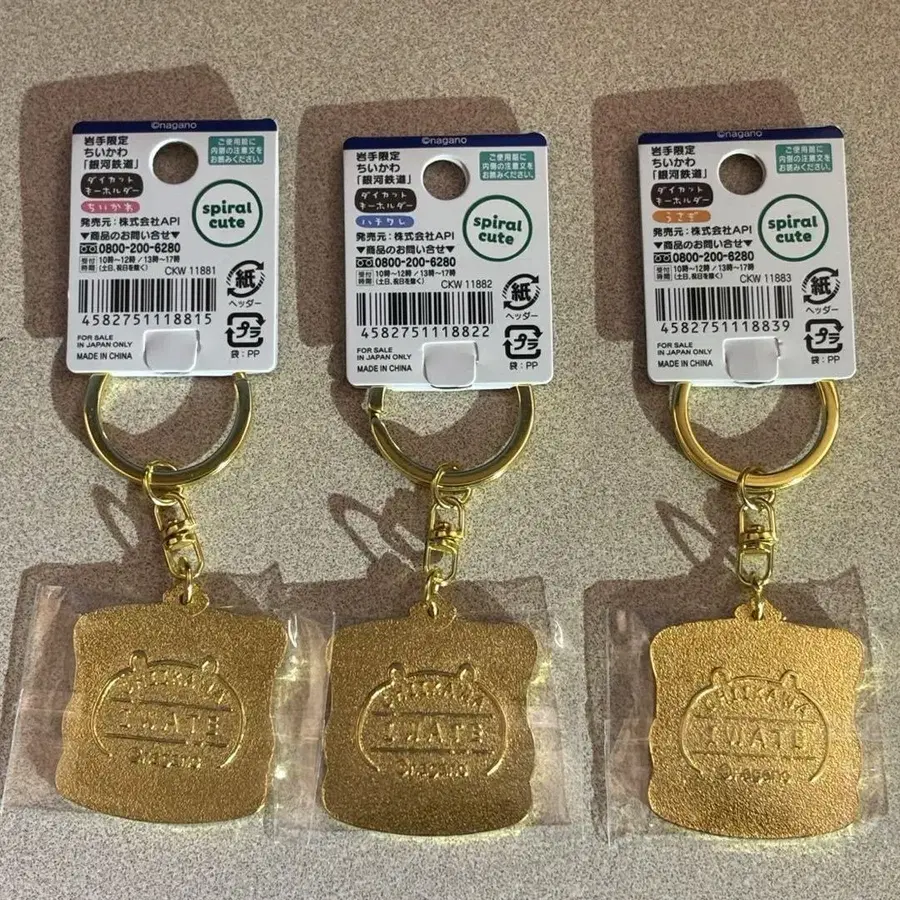 ©nagano
岩手限定
ちいかわ
「銀河鉄道」
ご使用前に
内側の注意文を
お読みください。
ダイカット
キーホルダー
ちいかわ
spiral
cute
発売元：株式会社API
▼商品のお問い合せ▼
0800-200-6280
受付
時間
10時〜12時／13時〜17時
(土日、祝日を除く)
CKW 11881
4582751118815
紙
ヘッダー
FOR SALE
IN JAPAN ONLY
MADE IN CHINA
プラ
袋：PP
CHIIKAWA
IWATE
©nagano
©nagano
岩手限定
ちいかわ
「銀河鉄道」
ご使用前に
内側の注意文を
お読みください。
ダイカット
キーホルダー
ハチワレ
spiral
cute
発売元：株式会社API
▼商品のお問い合せ▼
0800-200-6280
受付
時間
10時〜12時／13時〜17時
(土日、祝日を除く)
CKW 11882
4582751118822
紙
ヘッダー
FOR SALE
IN JAPAN ONLY
MADE IN CHINA
プラ
袋：PP
CHIIKAWA
IWATE
©nagano
©nagano
岩手限定
ちいかわ
「銀河鉄道」
ご使用前に
内側の注意文を
お読みください。
ダイカット
キーホルダー
うさぎ
spiral
cute
発売元：株式会社API
▼商品のお問い合せ▼
0800-200-6280
受付
時間
10時〜12時／13時〜17時
(土日、祝日を除く)
CKW 11883
4582751118839
紙
ヘッダー
FOR SALE
IN JAPAN ONLY
MADE IN CHINA
プラ
袋：PP
CHIIKAWA
IWATE
©nagano